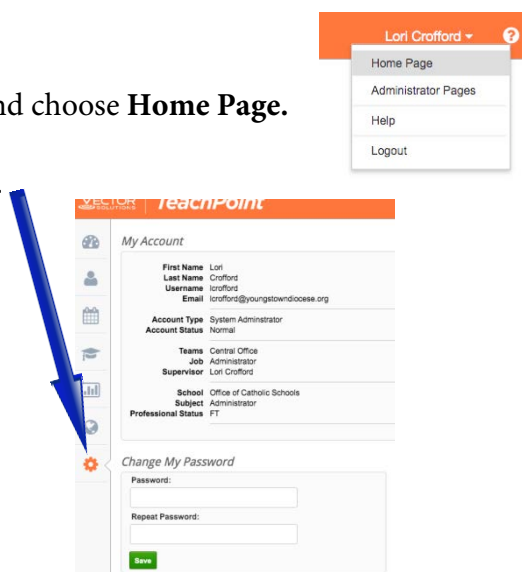 Lori Crofford
Home Page
Administrator Pages
Help
Logout
nd choose Home Page.
VECTOR SOLUTIONS TeachPoint
My Account
First Name Lori
Last Name Crofford
Username lcrofford
Email lcrofford@youngstowndiocese.org
Account Type System Adminstrator
Account Status Normal
Teams Central Office
Job Administrator
Supervisor Lori Crofford
School Office of Catholic Schools
Subject Administrator
Professional Status FT
Change My Password
Password:
Repeat Password:
Save